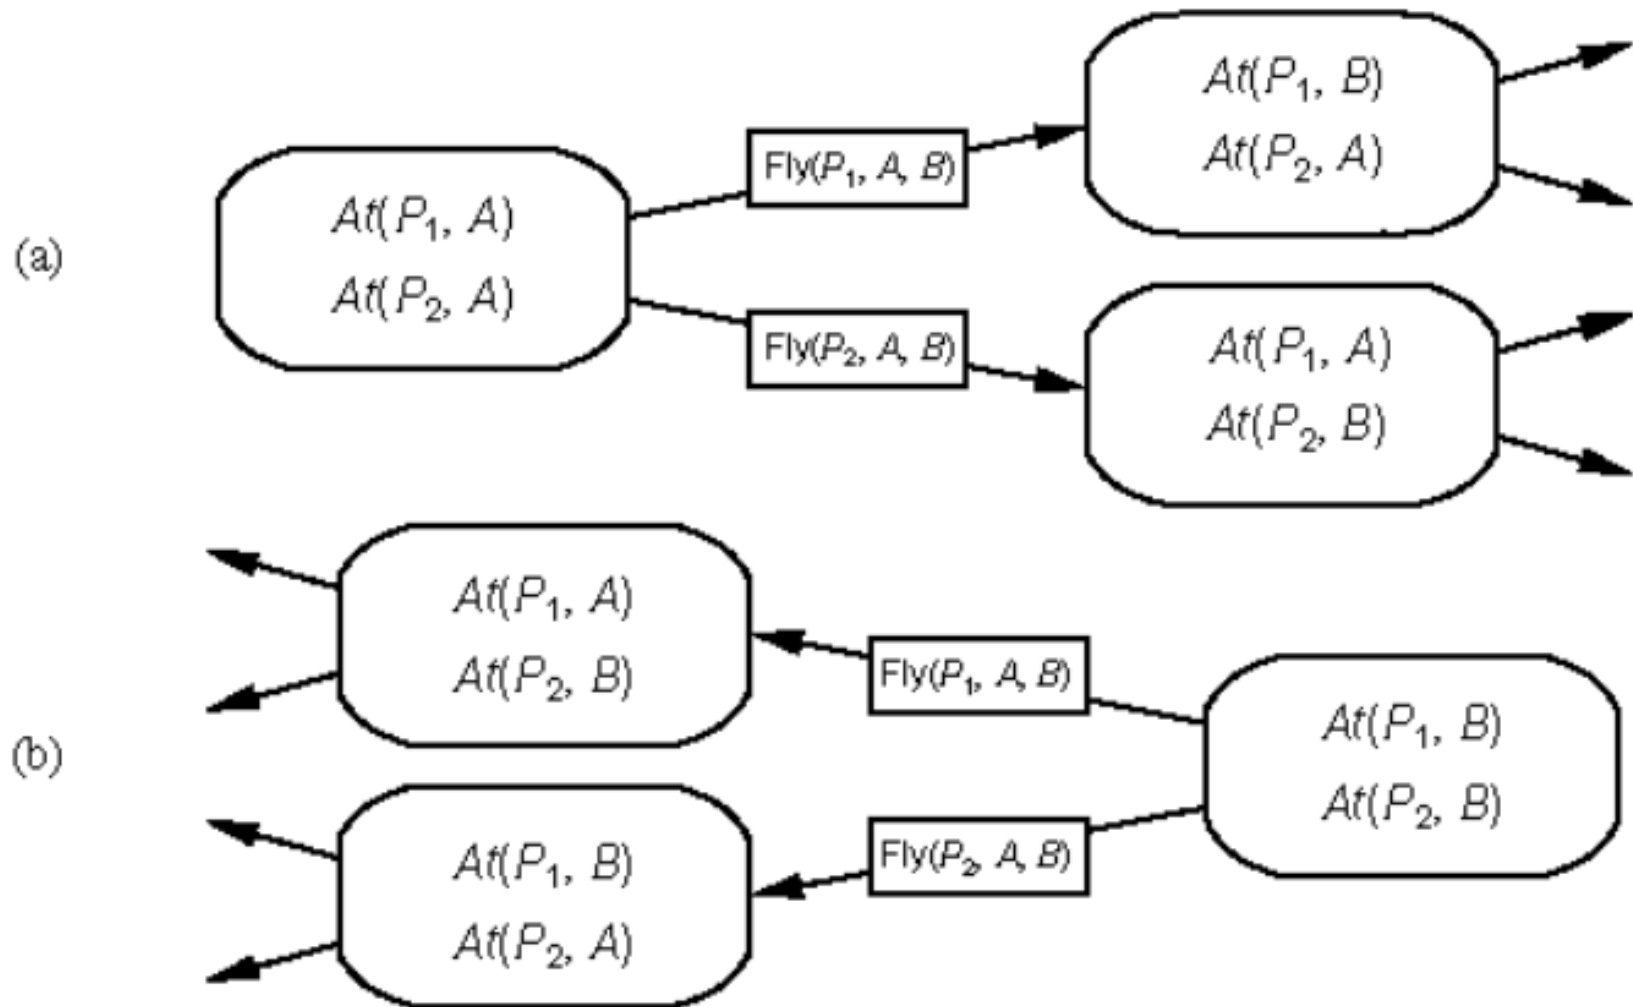 (a)
At(P₁, A)
At(P₂, A)
Fly(P₁, A, B)
Fly(P₂, A, B)
At(P₁, B)
At(P₂, A)
At(P₁, A)
At(P₂, B)
(b)
At(P₁, A)
At(P₂, B)
At(P₁, B)
At(P₂, A)
Fly(P₁, A, B)
Fly(P₂, A, B)
At(P₁, B)
At(P₂, B)